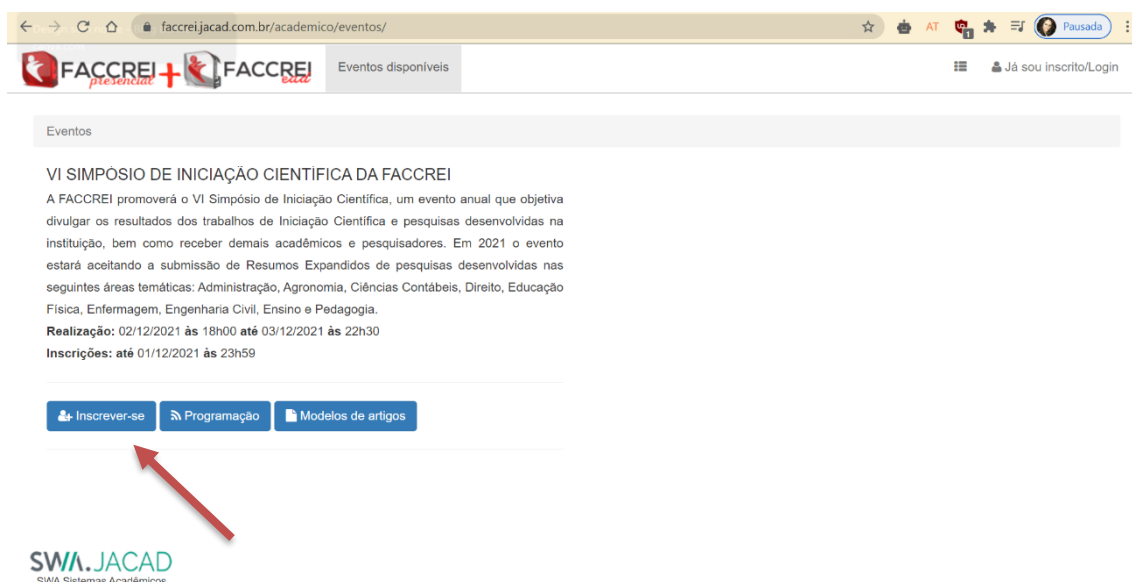 faccrei.jacad.com.br/academico/eventos/
AT
1
Pausada
FACCREI presencial + FACCREI ead
Eventos disponíveis
Já sou inscrito/Login
Eventos
VI SIMPÓSIO DE INICIAÇÃO CIENTÍFICA DA FACCREI
A FACCREI promoverá o VI Simpósio de Iniciação Científica, um evento anual que objetiva
divulgar os resultados dos trabalhos de Iniciação Científica e pesquisas desenvolvidas na
instituição, bem como receber demais acadêmicos e pesquisadores. Em 2021 o evento
estará aceitando a submissão de Resumos Expandidos de pesquisas desenvolvidas nas
seguintes áreas temáticas: Administração, Agronomia, Ciências Contábeis, Direito, Educação
Física, Enfermagem, Engenharia Civil, Ensino e Pedagogia.
Realização: 02/12/2021 às 18h00 até 03/12/2021 às 22h30
Inscrições: até 01/12/2021 às 23h59
Inscrever-se
Programação
Modelos de artigos
SWA.JACAD
SWA Sistemas Acadêmicos